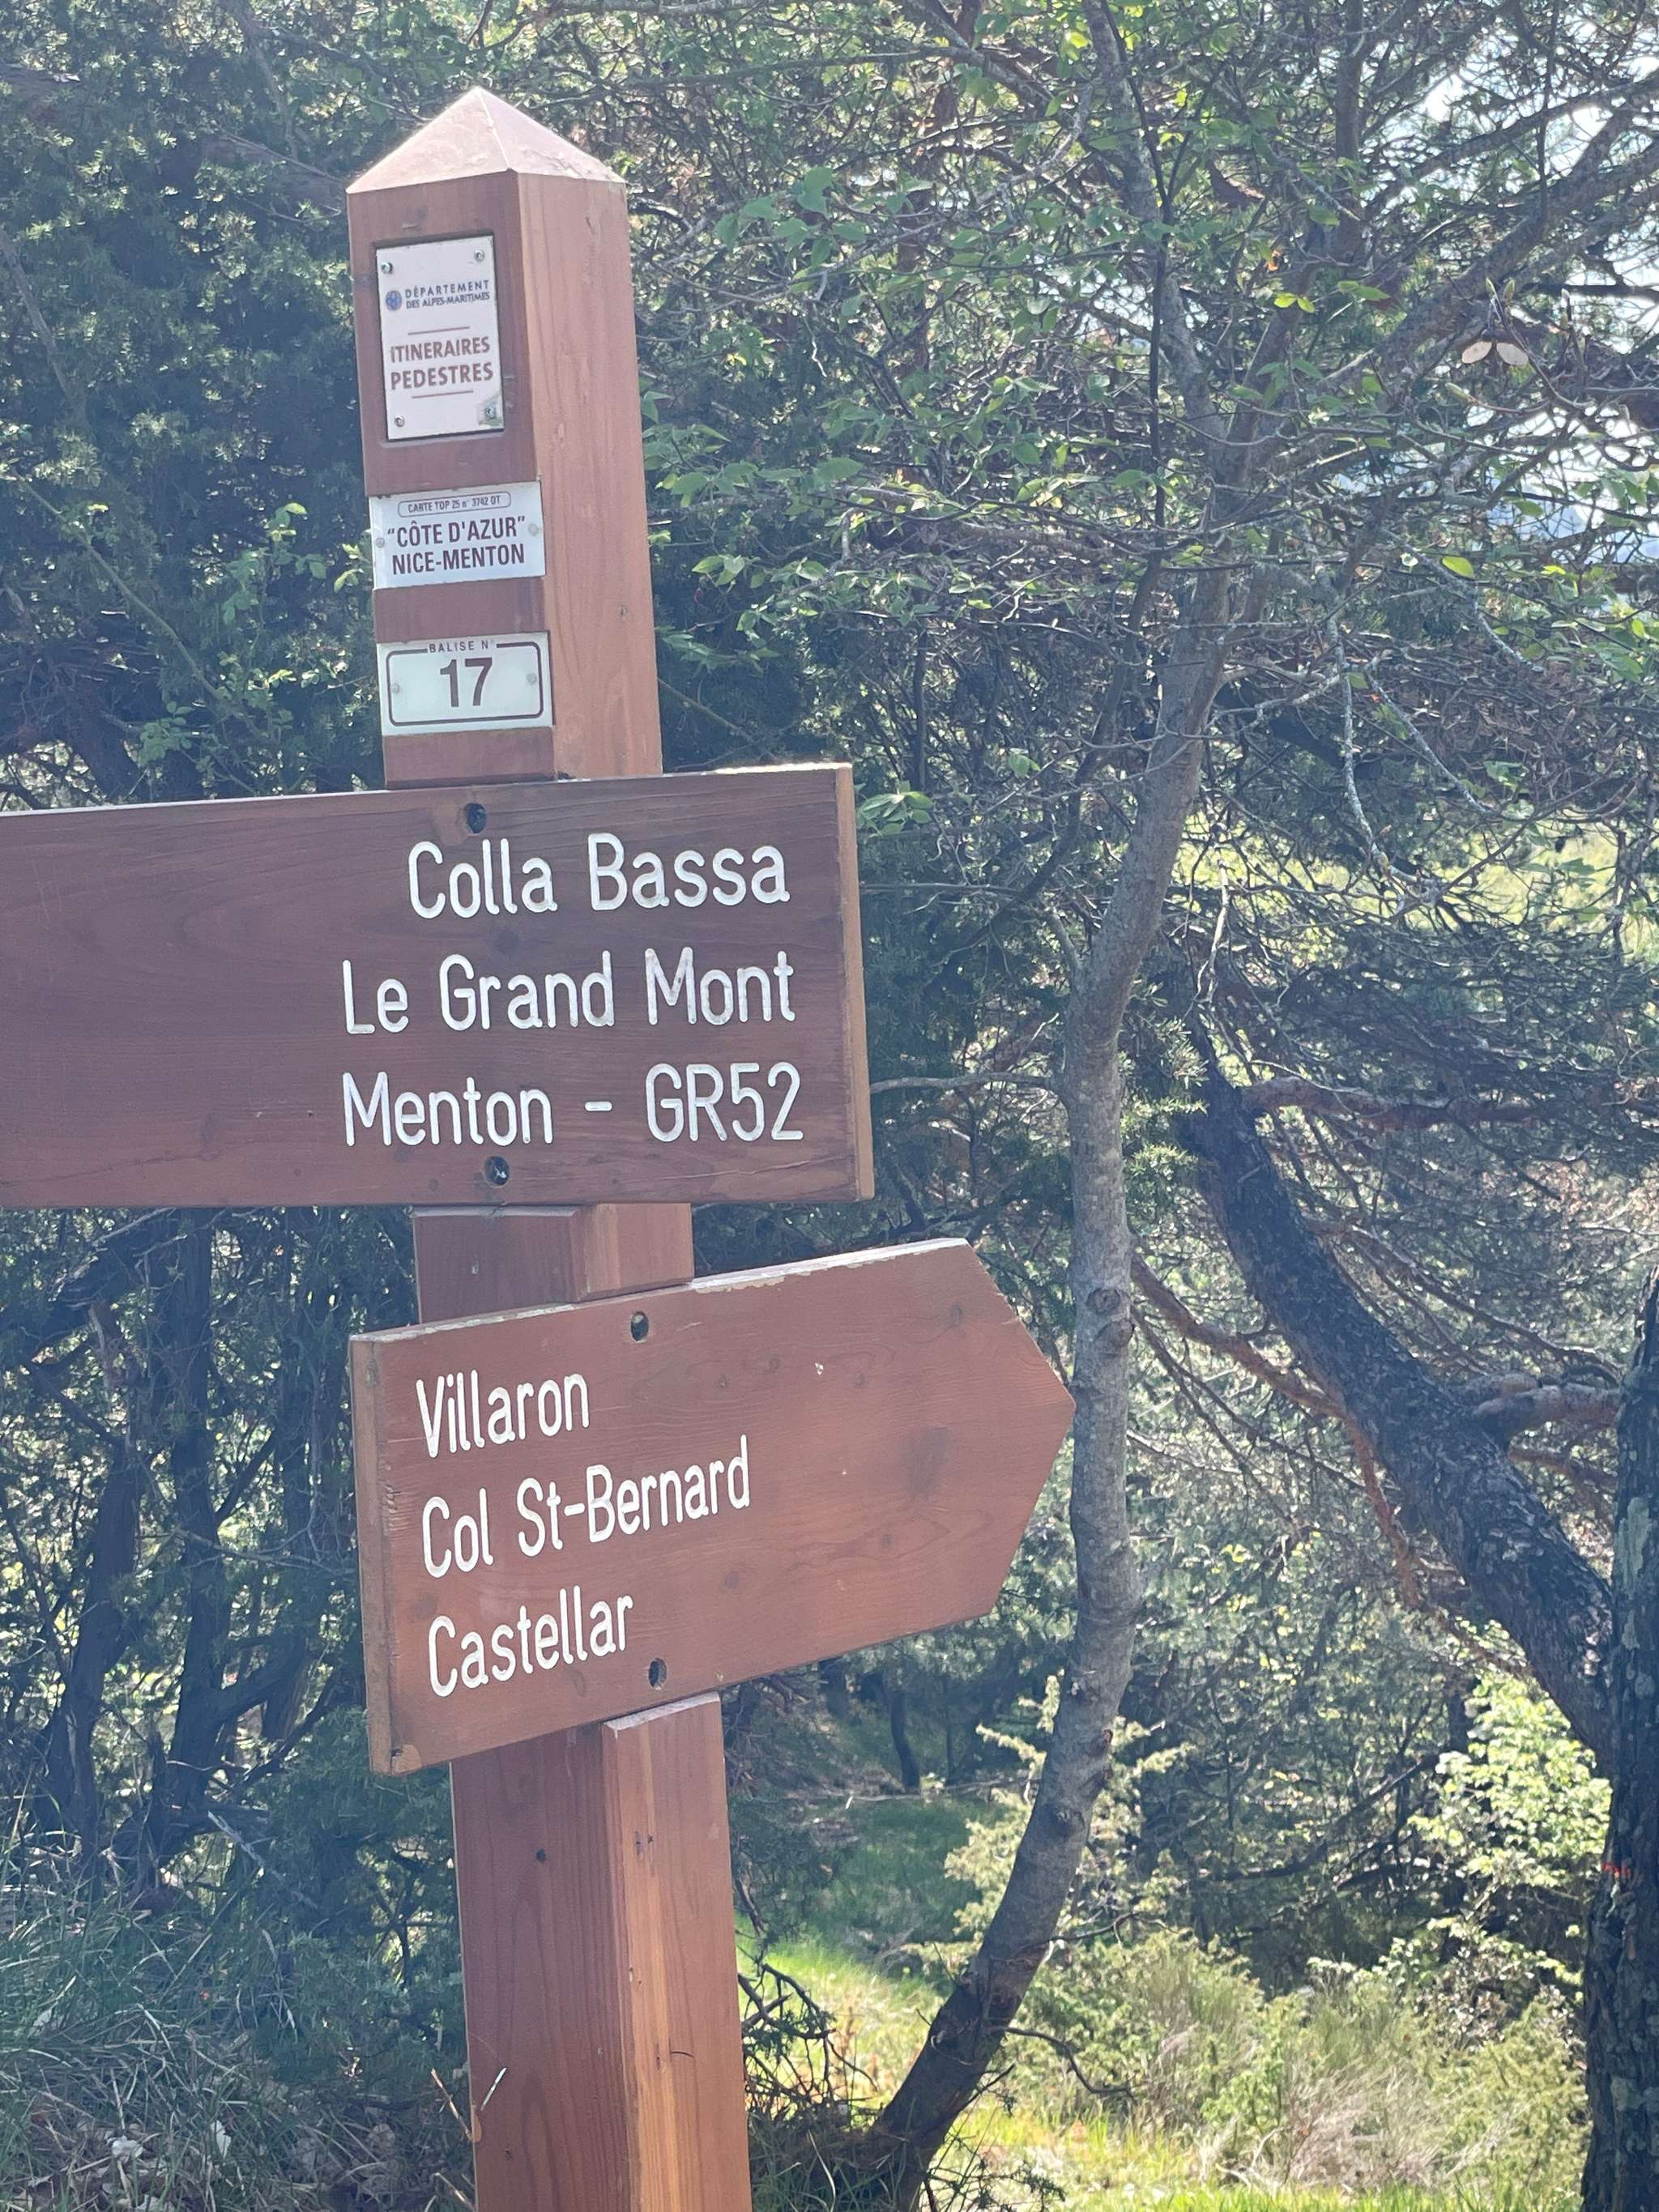 DÉPARTEMENT
DES ALPES-MARITIMES
ITINERAIRES
PEDESTRES
CARTE TOP 25 n° 3742 OT
"CÔTE D'AZUR"
NICE-MENTON
BALISE N°
17
Colla Bassa
Le Grand Mont
Menton - GR52
Villaron
Col St-Bernard
Castellar